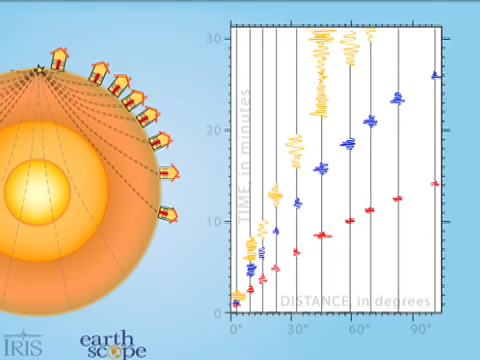 30
20
10
0
TIME, in minutes
DISTANCE, in degrees
0° 30° 60° 90°
IRIS
earth
scope